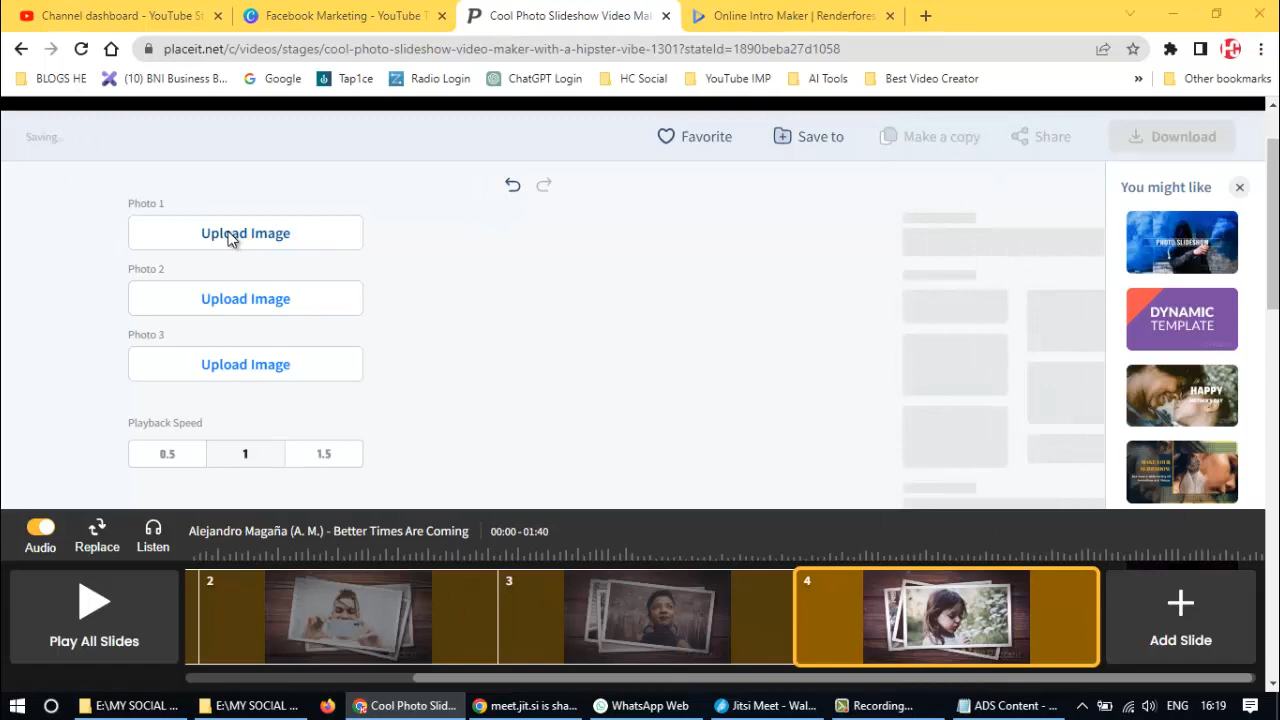 Channel dashboard - YouTube St
Facebook Marketing - YouTube T
Cool Photo Slideshow Video Mak
Online Intro Maker | Renderfores
placeit.net/c/videos/stages/cool-photo-slideshow-video-maker-with-a-hipster-vibe-1301?stateId=1890beba27d1058
BLOGS HE
(10) BNI Business B...
Google
Tap1ce
Radio Login
ChatGPT Login
HC Social
YouTube IMP
AI Tools
Best Video Creator
»
Other bookmarks
Saving..
Favorite
Save to
Make a copy
Share
Download
Photo 1
Upload Image
Photo 2
Upload Image
Photo 3
Upload Image
Playback Speed
0.5
1
1.5
You might like
PHOTO SLIDESHOW
DYNAMIC
TEMPLATE
HAPPY
Audio
Replace
Listen
Alejandro Magaña (A. M.) - Better Times Are Coming
00:00 - 01:40
Play All Slides
2
3
4
Add Slide
E:\MY SOCIAL ...
E:\MY SOCIAL ...
Cool Photo Slid...
meet.jit.si is sha...
WhatsApp Web
Jitsi Meet - Wal...
Recording...
ADS Content - ...
ENG
16:19